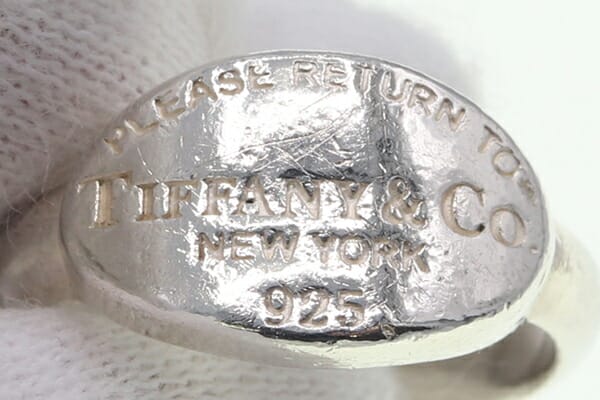 PLEASE RETURN TO
TIFFANY & CO.
NEW YORK
925